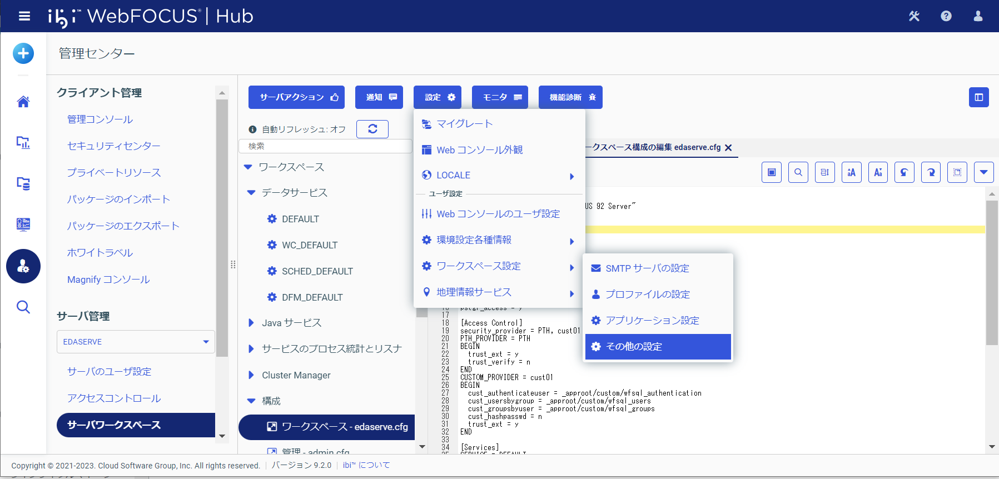 ibi™ WebFOCUS® | Hub
管理センター
クライアント管理
管理コンソール
セキュリティセンター
プライベートリソース
パッケージのインポート
パッケージのエクスポート
ホワイトラベル
Magnify コンソール
サーバ管理
EDASERVE
サーバのユーザ設定
アクセスコントロール
サーバワークスペース
サーバアクション
通知
設定
モニタ
機能診断
自動リフレッシュ: オフ
検索
ワークスペース
データサービス
DEFAULT
WC_DEFAULT
SCHED_DEFAULT
DFM_DEFAULT
Java サービス
サービスのプロセス統計とリスナ
Cluster Manager
構成
ワークスペース - edaserve.cfg
管理 - admin.cfg
マイグレート
Web コンソール外観
LOCALE
ユーザ設定
Web コンソールのユーザ設定
環境設定各種情報
ワークスペース設定
地理情報サービス
SMTP サーバの設定
プロファイルの設定
アプリケーション設定
その他の設定
ークスペース構成の編集 edaserve.cfg
US 92 Server"
16 pstgr_access = y
17
18 [Access Control]
19 security_provider = PTH, cust01
20 PTH_PROVIDER = PTH
21 BEGIN
22 trust_ext = y
23 trust_verify = n
24 END
25 CUSTOM_PROVIDER = cust01
26 BEGIN
27 cust_authenticateuser = _approot/custom/wfsql_authentication
28 cust_usersbygroup = _approot/custom/wfsql_users
29 cust_groupsbyuser = _approot/custom/wfsql_groups
30 cust_hashpasswd = n
31 trust_ext = y
32 END
33
34 [Services]
35 SERVICE = DEFAULT
Copyright © 2021-2023. Cloud Software Group, Inc. All rights reserved. | バージョン 9.2.0 | ibi™ について